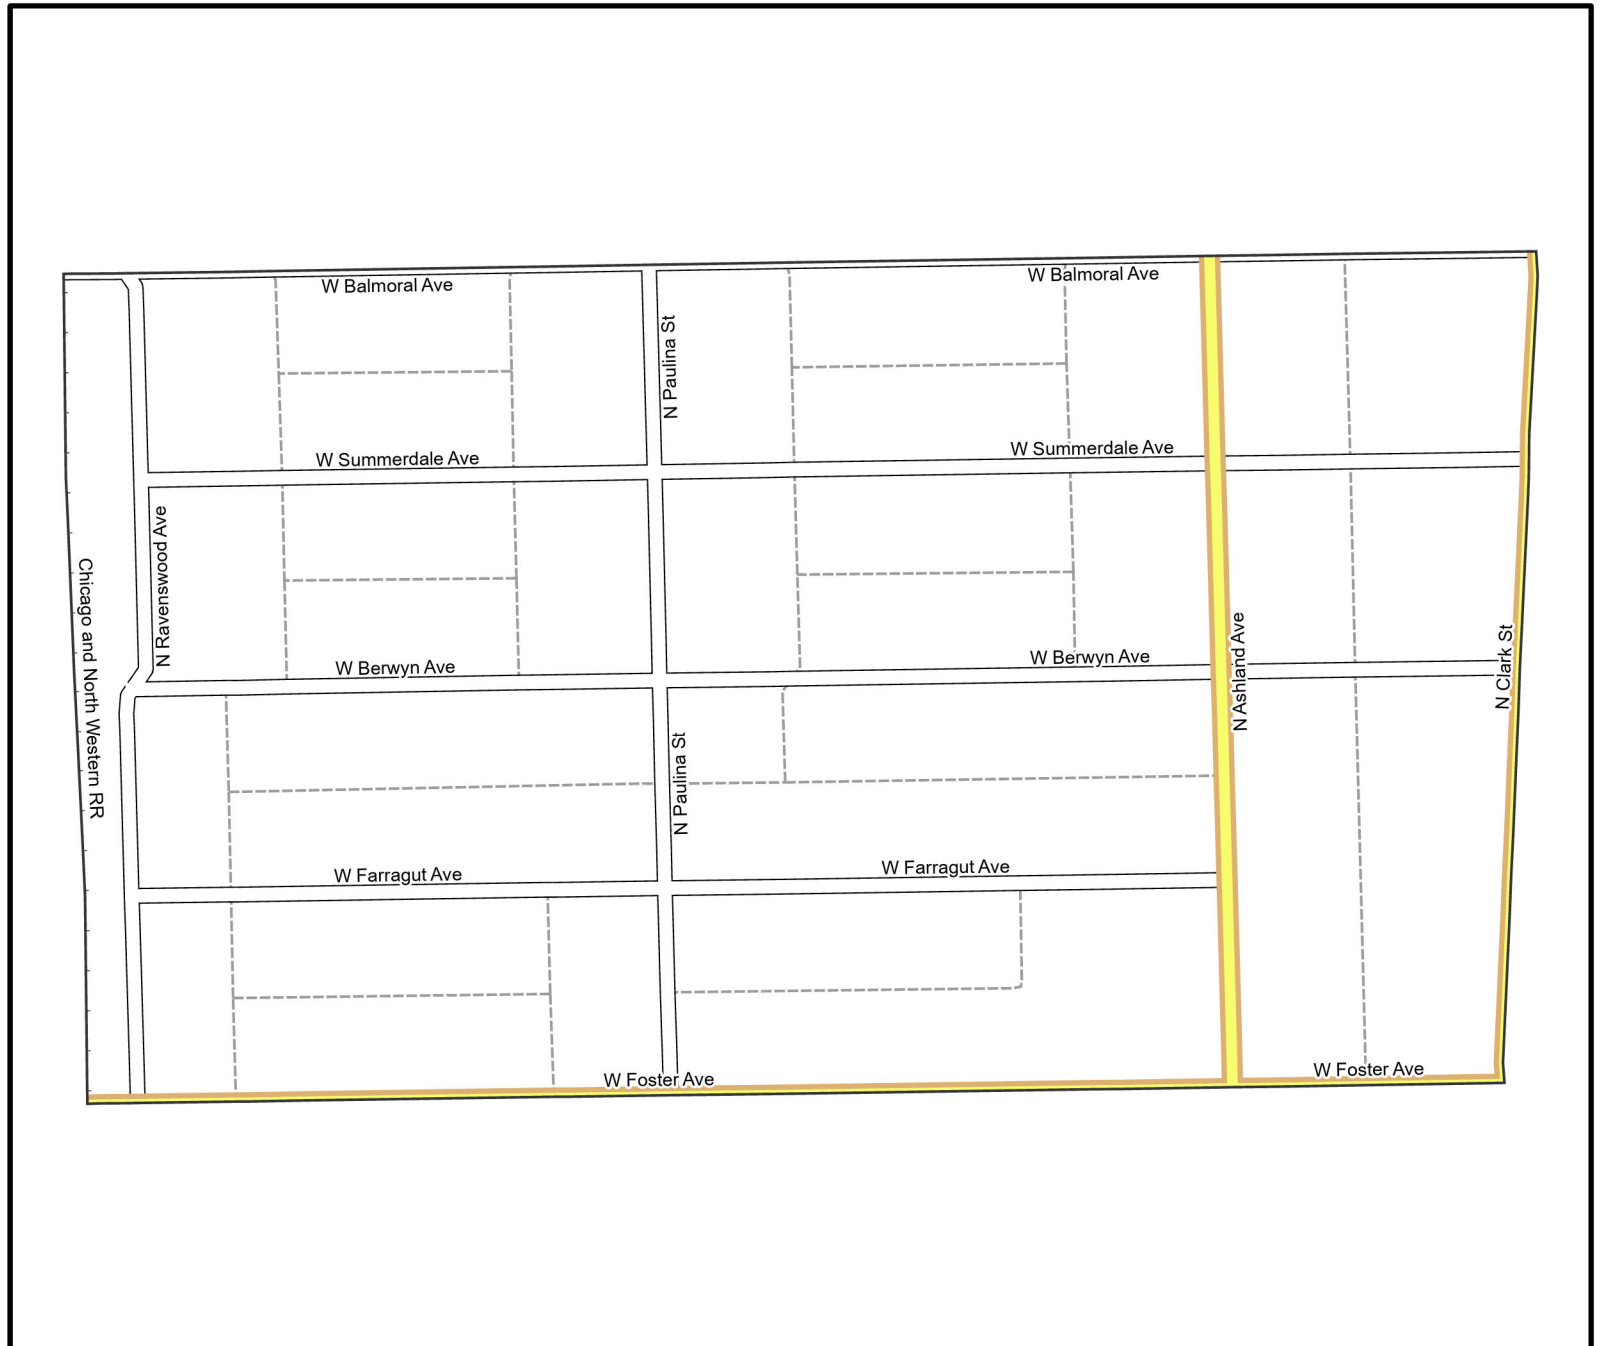 W Balmoral Ave
W Balmoral Ave
N Paulina St
W Summerdale Ave
W Summerdale Ave
N Ravenswood Ave
Chicago and North Western RR
W Berwyn Ave
W Berwyn Ave
N Ashland Ave
N Clark St
N Paulina St
W Farragut Ave
W Farragut Ave
W Foster Ave
W Foster Ave